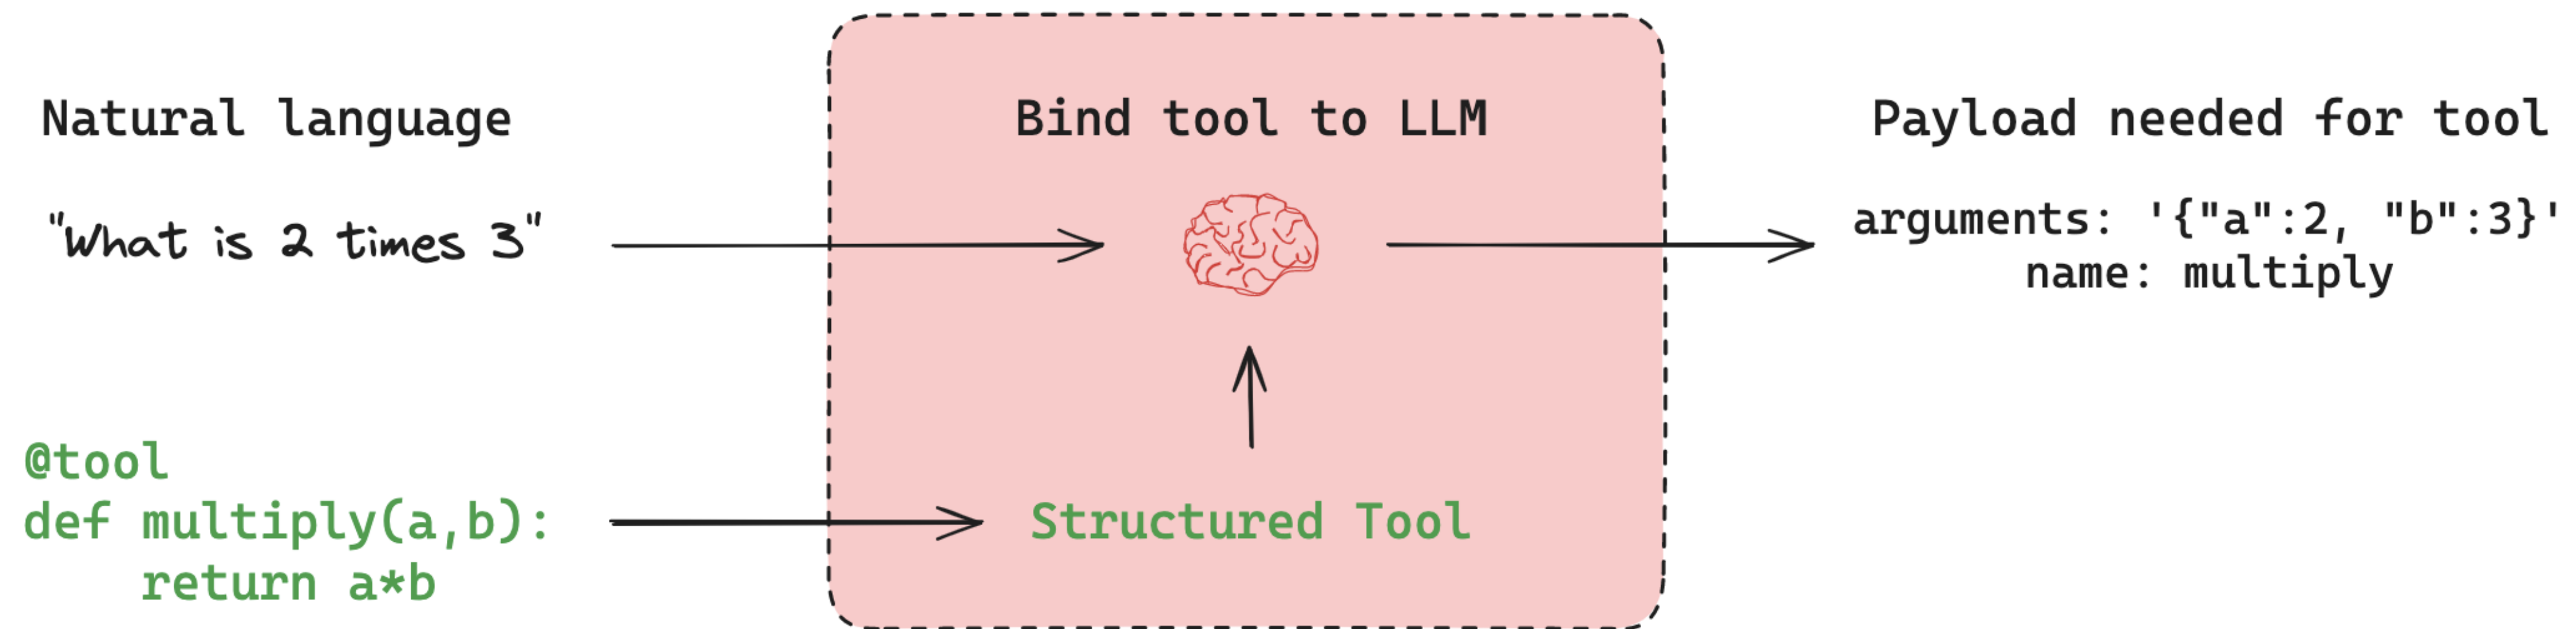 Natural language
"What is 2 times 3"
@tool
def multiply(a,b):
    return a*b
Bind tool to LLM
Structured Tool
Payload needed for tool
arguments: '{"a":2, "b":3}'
name: multiply